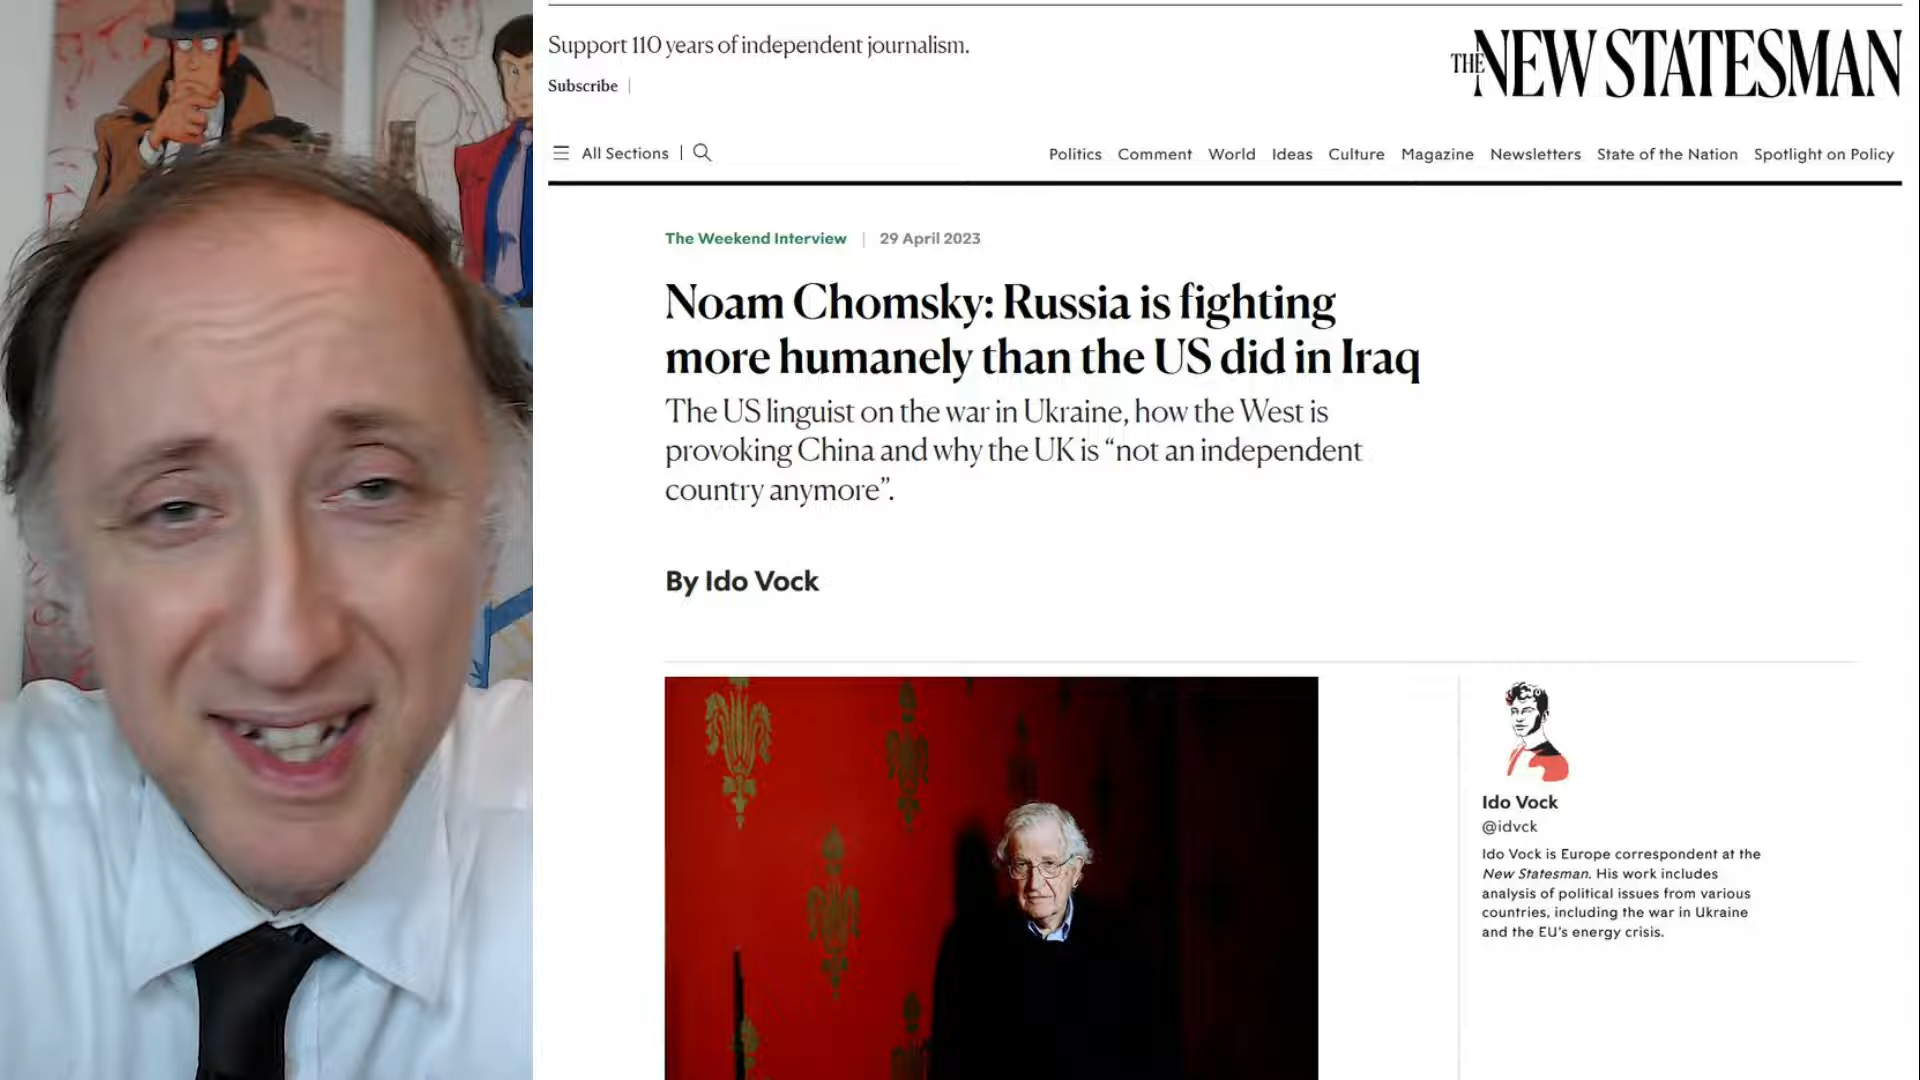 Support 110 years of independent journalism.
Subscribe |
THE NEW STATESMAN
All Sections |
Politics Comment World Ideas Culture Magazine Newsletters State of the Nation Spotlight on Policy
The Weekend Interview | 29 April 2023
Noam Chomsky: Russia is fighting
more humanely than the US did in Iraq
The US linguist on the war in Ukraine, how the West is
provoking China and why the UK is “not an independent
country anymore”.
By Ido Vock
Ido Vock
@idvck
Ido Vock is Europe correspondent at the
New Statesman. His work includes
analysis of political issues from various
countries, including the war in Ukraine
and the EU’s energy crisis.